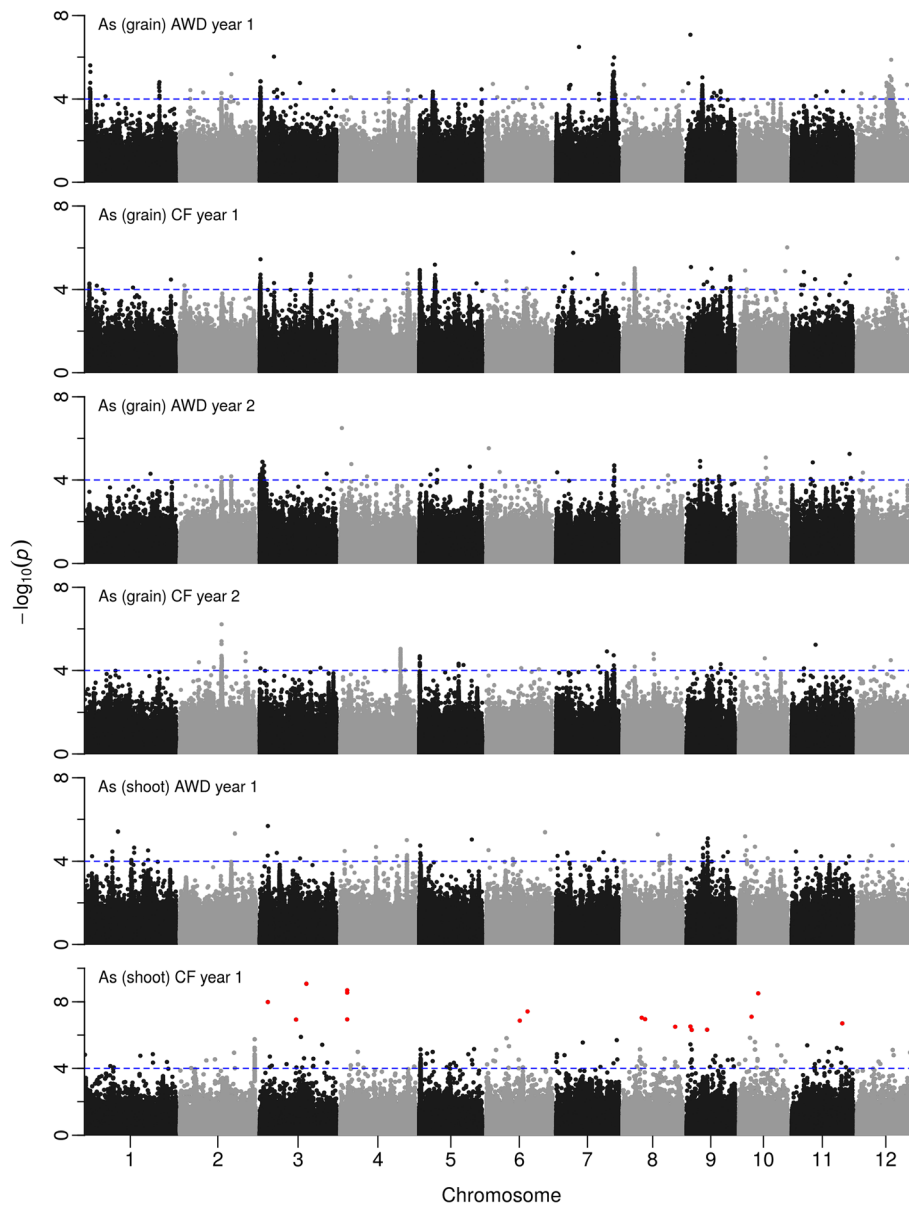 As (grain) AWD year 1
8
4
0
As (grain) CF year 1
8
4
0
As (grain) AWD year 2
8
4
0
As (grain) CF year 2
8
4
0
As (shoot) AWD year 1
8
4
0
As (shoot) CF year 1
8
4
0
−log10(p)
1 2 3 4 5 6 7 8 9 10 11 12
Chromosome